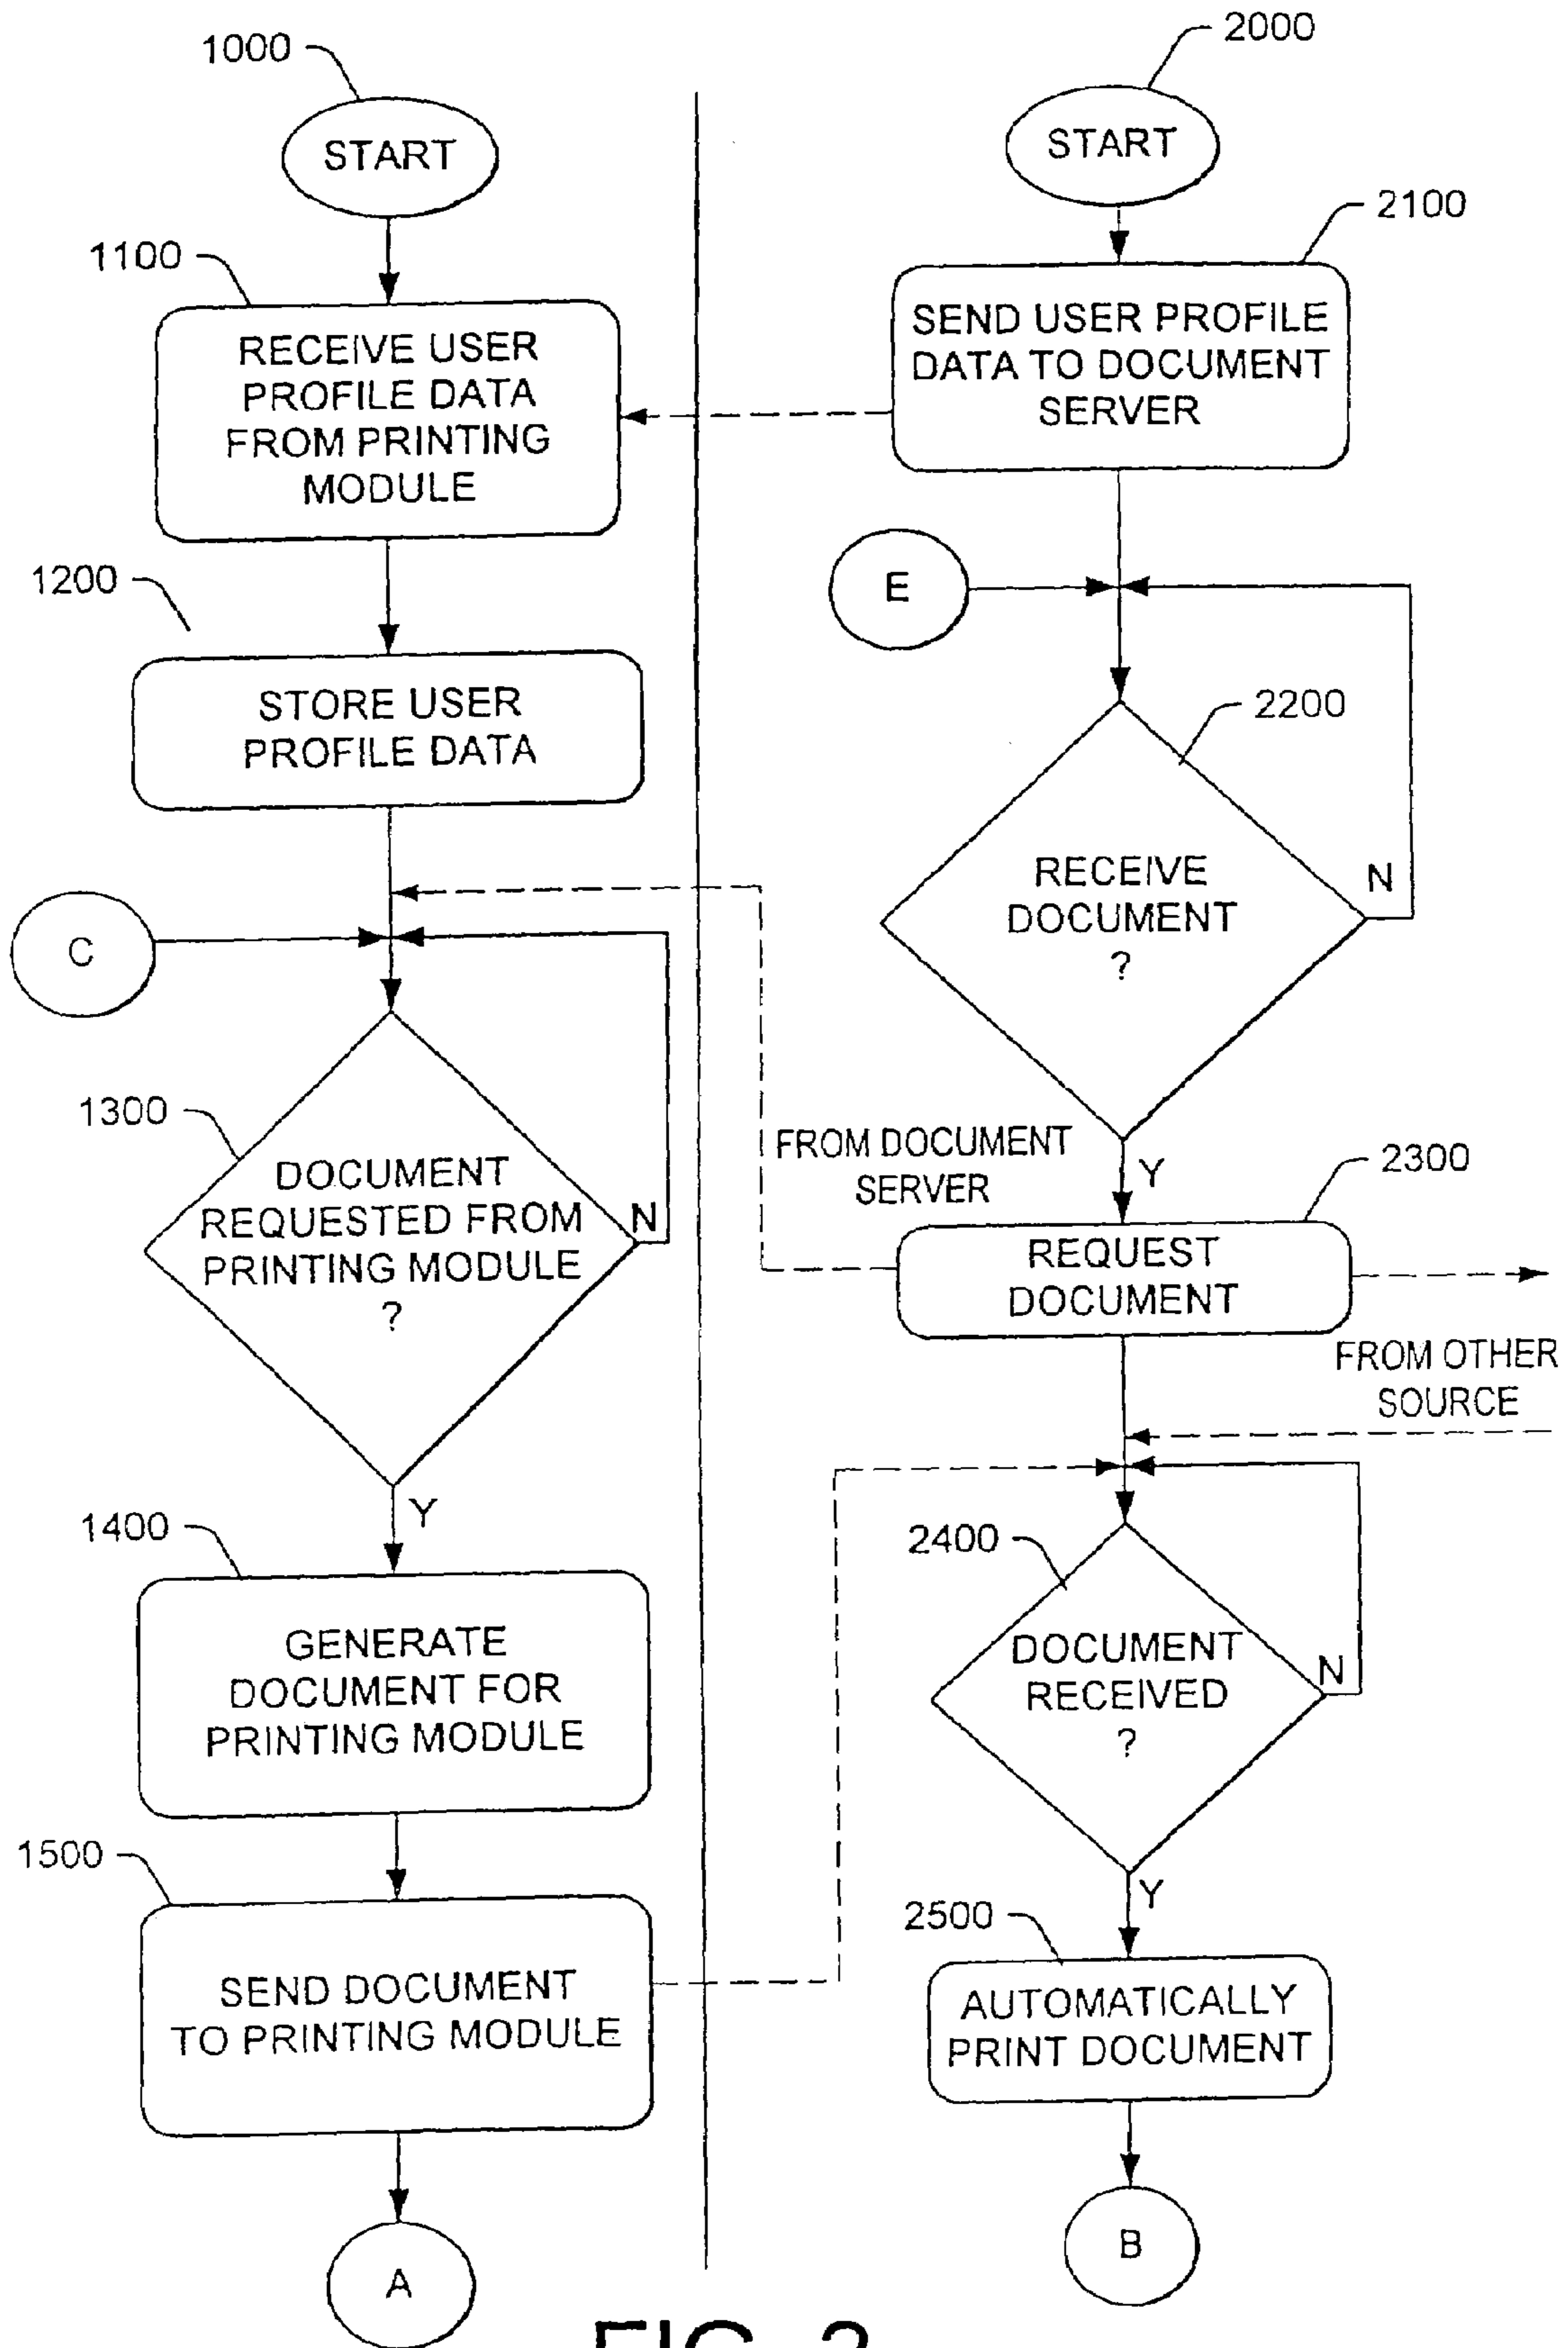 1000
START
1100
RECEIVE USER
PROFILE DATA
FROM PRINTING
MODULE
1200
STORE USER
PROFILE DATA
C
1300
DOCUMENT
REQUESTED FROM
PRINTING MODULE
?
N
Y
1400
GENERATE
DOCUMENT FOR
PRINTING MODULE
1500
SEND DOCUMENT
TO PRINTING MODULE
A
2000
START
2100
SEND USER PROFILE
DATA TO DOCUMENT
SERVER
E
2200
RECEIVE
DOCUMENT
?
N
Y
FROM DOCUMENT
SERVER
2300
REQUEST
DOCUMENT
FROM OTHER
SOURCE
2400
DOCUMENT
RECEIVED
?
N
Y
2500
AUTOMATICALLY
PRINT DOCUMENT
B